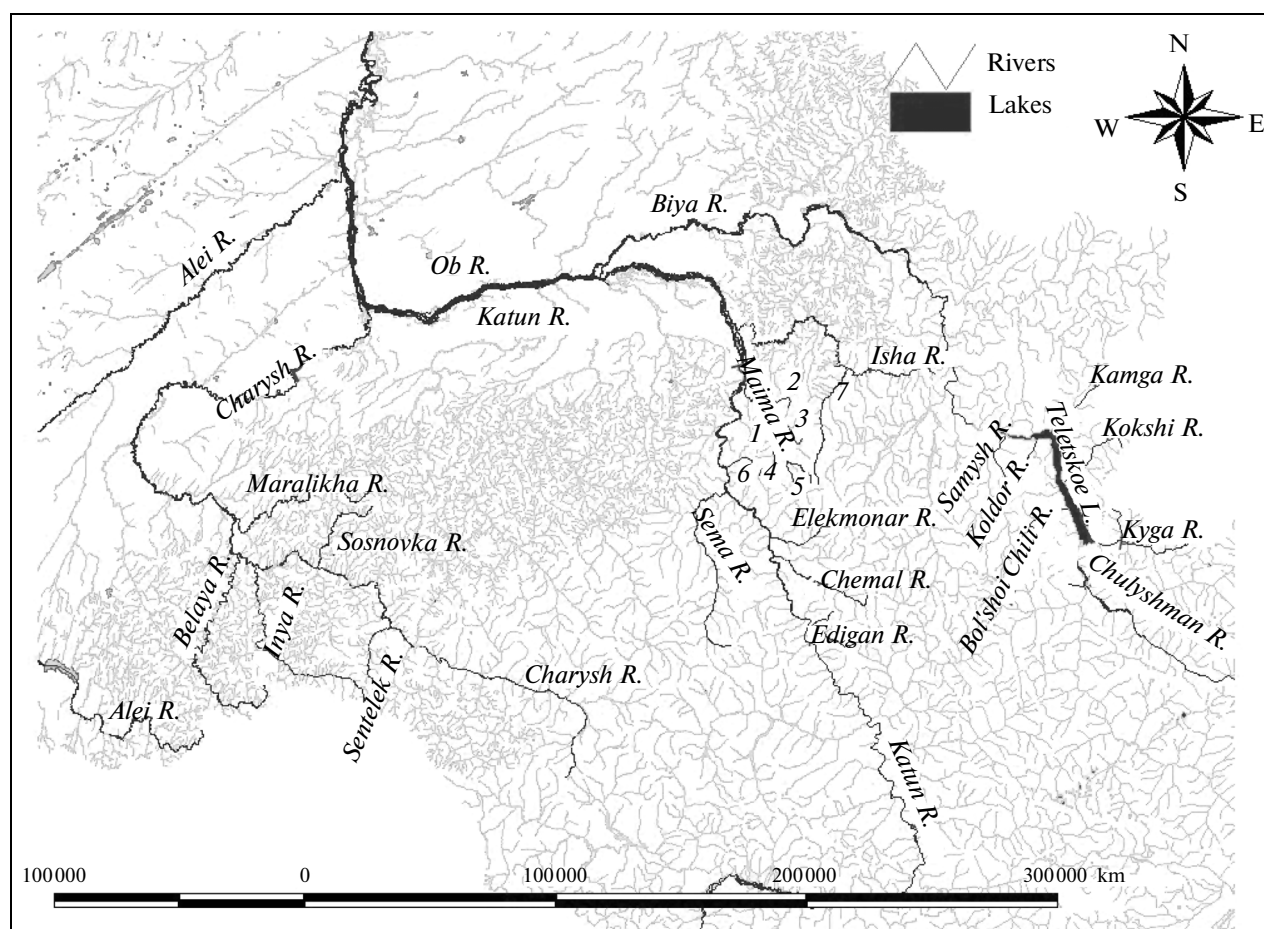 Rivers
Lakes
N
W
E
S
Biya R.
Alei R.
Ob R.
Katun R.
Isha R.
Charysh R.
Maima R.
2
7
3
1
6
4
5
Kamga R.
Kokshi R.
Teletskoe L.
Samysh R.
Koldor R.
Bol'shoi Chili R.
Kyga R.
Chulyshman R.
Maralikha R.
Sosnovka R.
Elekmonar R.
Sema R.
Chemal R.
Edigan R.
Belaya R.
Inya R.
Sentelek R.
Charysh R.
Alei R.
Katun R.
100000 0 100000 200000 300000 km